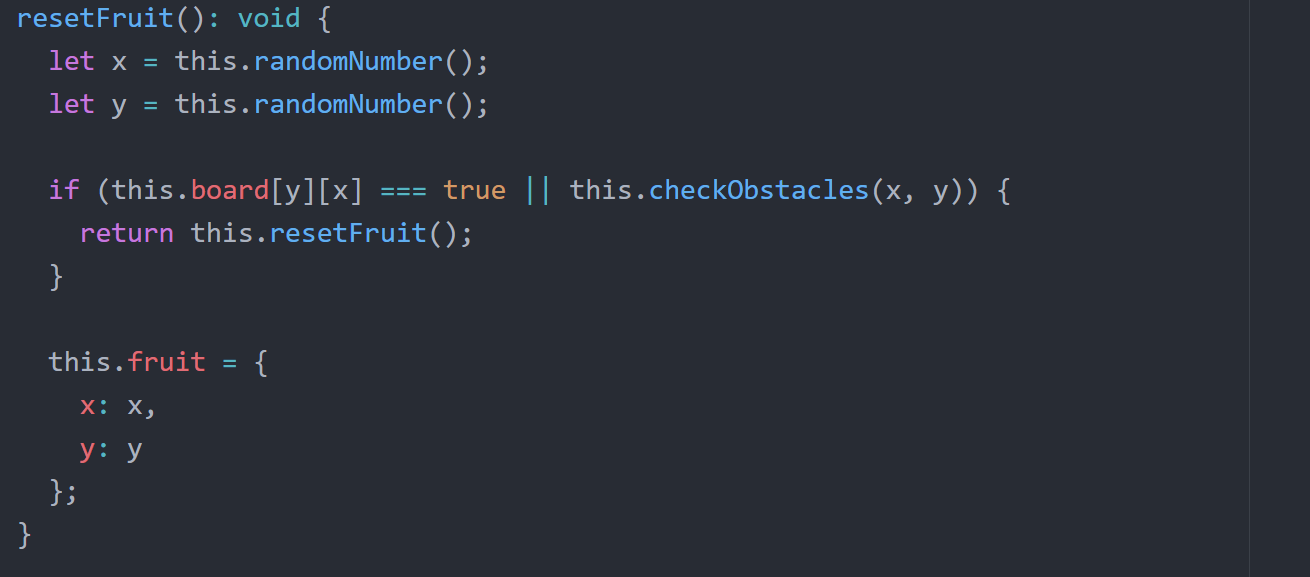 resetFruit(): void {
  let x = this.randomNumber();
  let y = this.randomNumber();

  if (this.board[y][x] === true || this.checkObstacles(x, y)) {
    return this.resetFruit();
  }

  this.fruit = {
    x: x,
    y: y
  };
}